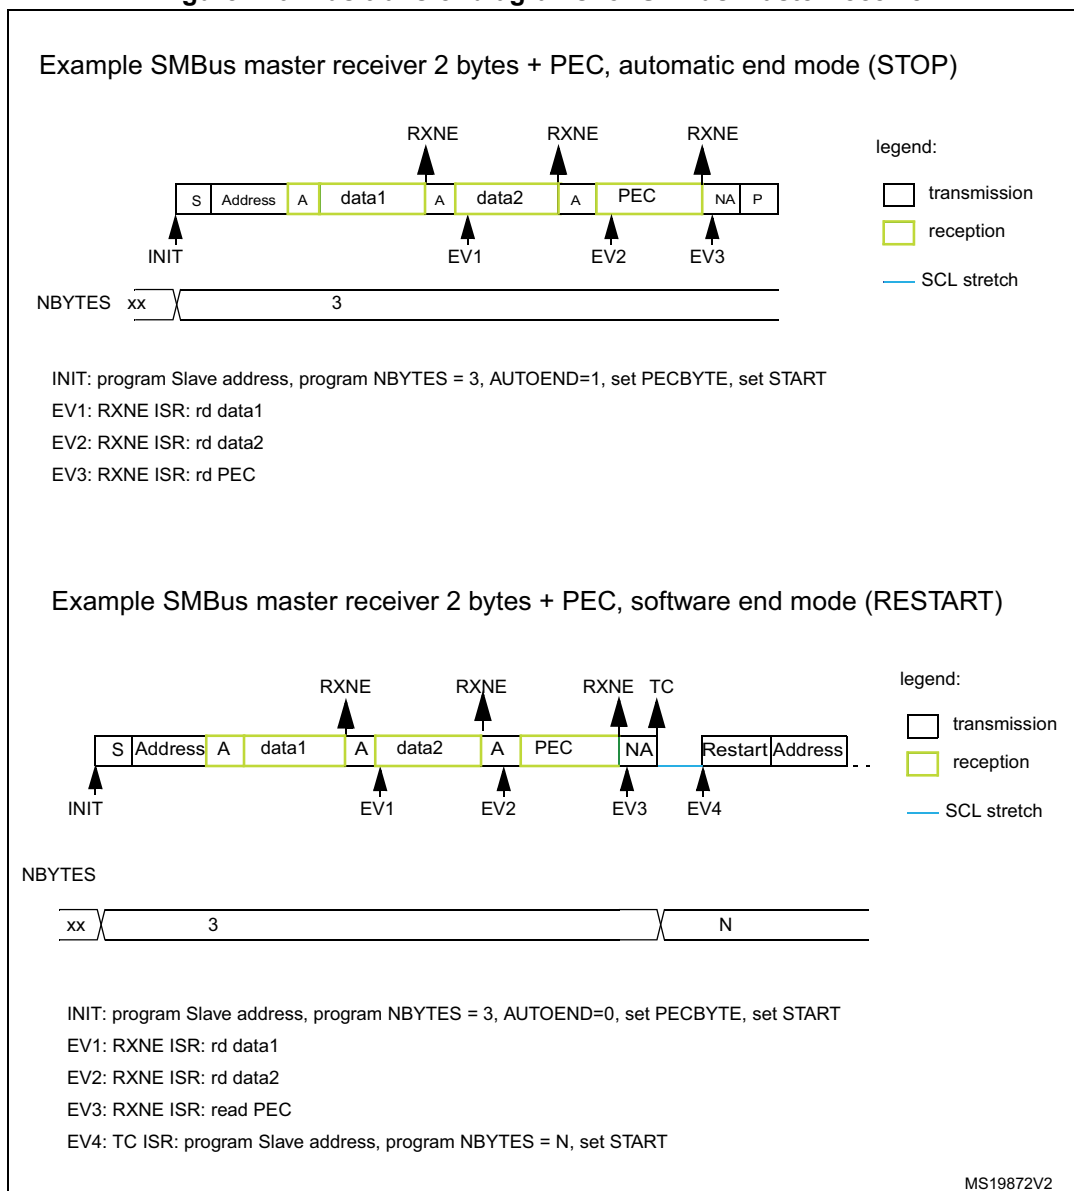 Example SMBus master receiver 2 bytes + PEC, automatic end mode (STOP)
RXNE RXNE RXNE
legend:
S Address A data1 A data2 A PEC NA P
transmission
reception
INIT EV1 EV2 EV3
SCL stretch
NBYTES xx 3
INIT: program Slave address, program NBYTES = 3, AUTOEND=1, set PECBYTE, set START
EV1: RXNE ISR: rd data1
EV2: RXNE ISR: rd data2
EV3: RXNE ISR: rd PEC
Example SMBus master receiver 2 bytes + PEC, software end mode (RESTART)
RXNE RXNE RXNE TC
legend:
transmission
S Address A data1 A data2 A PEC NA Restart Address
reception
INIT EV1 EV2 EV3 EV4
SCL stretch
NBYTES
xx 3 N
INIT: program Slave address, program NBYTES = 3, AUTOEND=0, set PECBYTE, set START
EV1: RXNE ISR: rd data1
EV2: RXNE ISR: rd data2
EV3: RXNE ISR: read PEC
EV4: TC ISR: program Slave address, program NBYTES = N, set START
MS19872V2